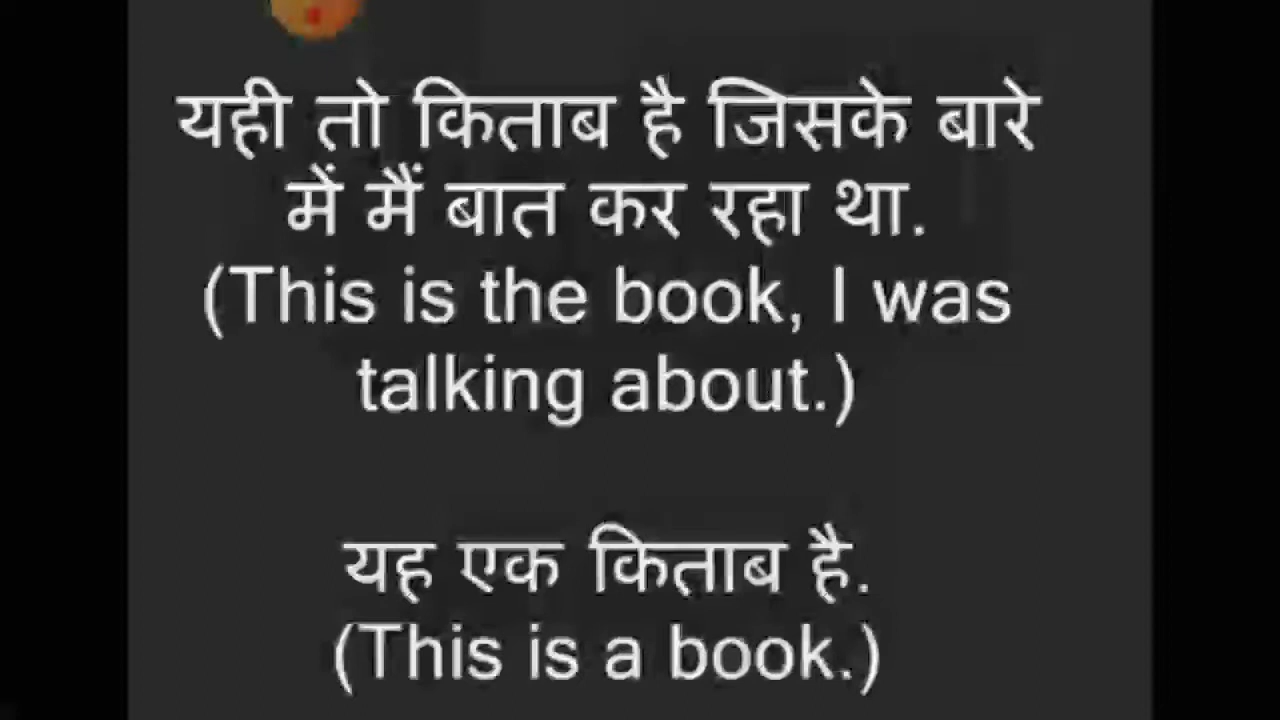 यही तो किताब है जिसके बारे
में मैं बात कर रहा था.
(This is the book, I was
talking about.)
यह एक किताब है.
(This is a book.)